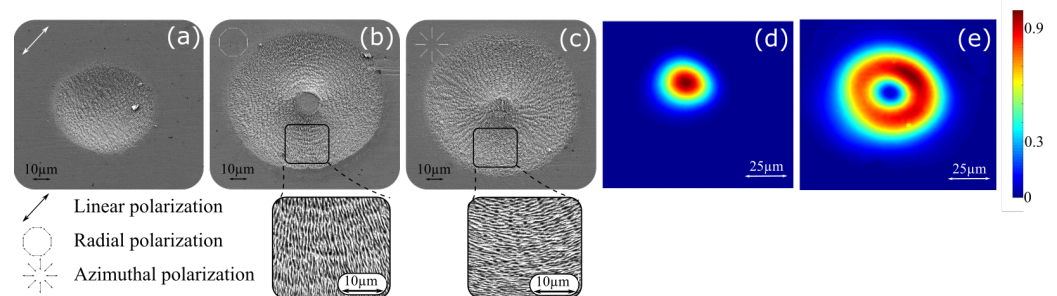 (a)
(b)
(c)
(d)
(e)
0.9
0.3
0
10µm
10µm
10µm
25µm
25µm
Linear polarization
Radial polarization
Azimuthal polarization
10µm
10µm